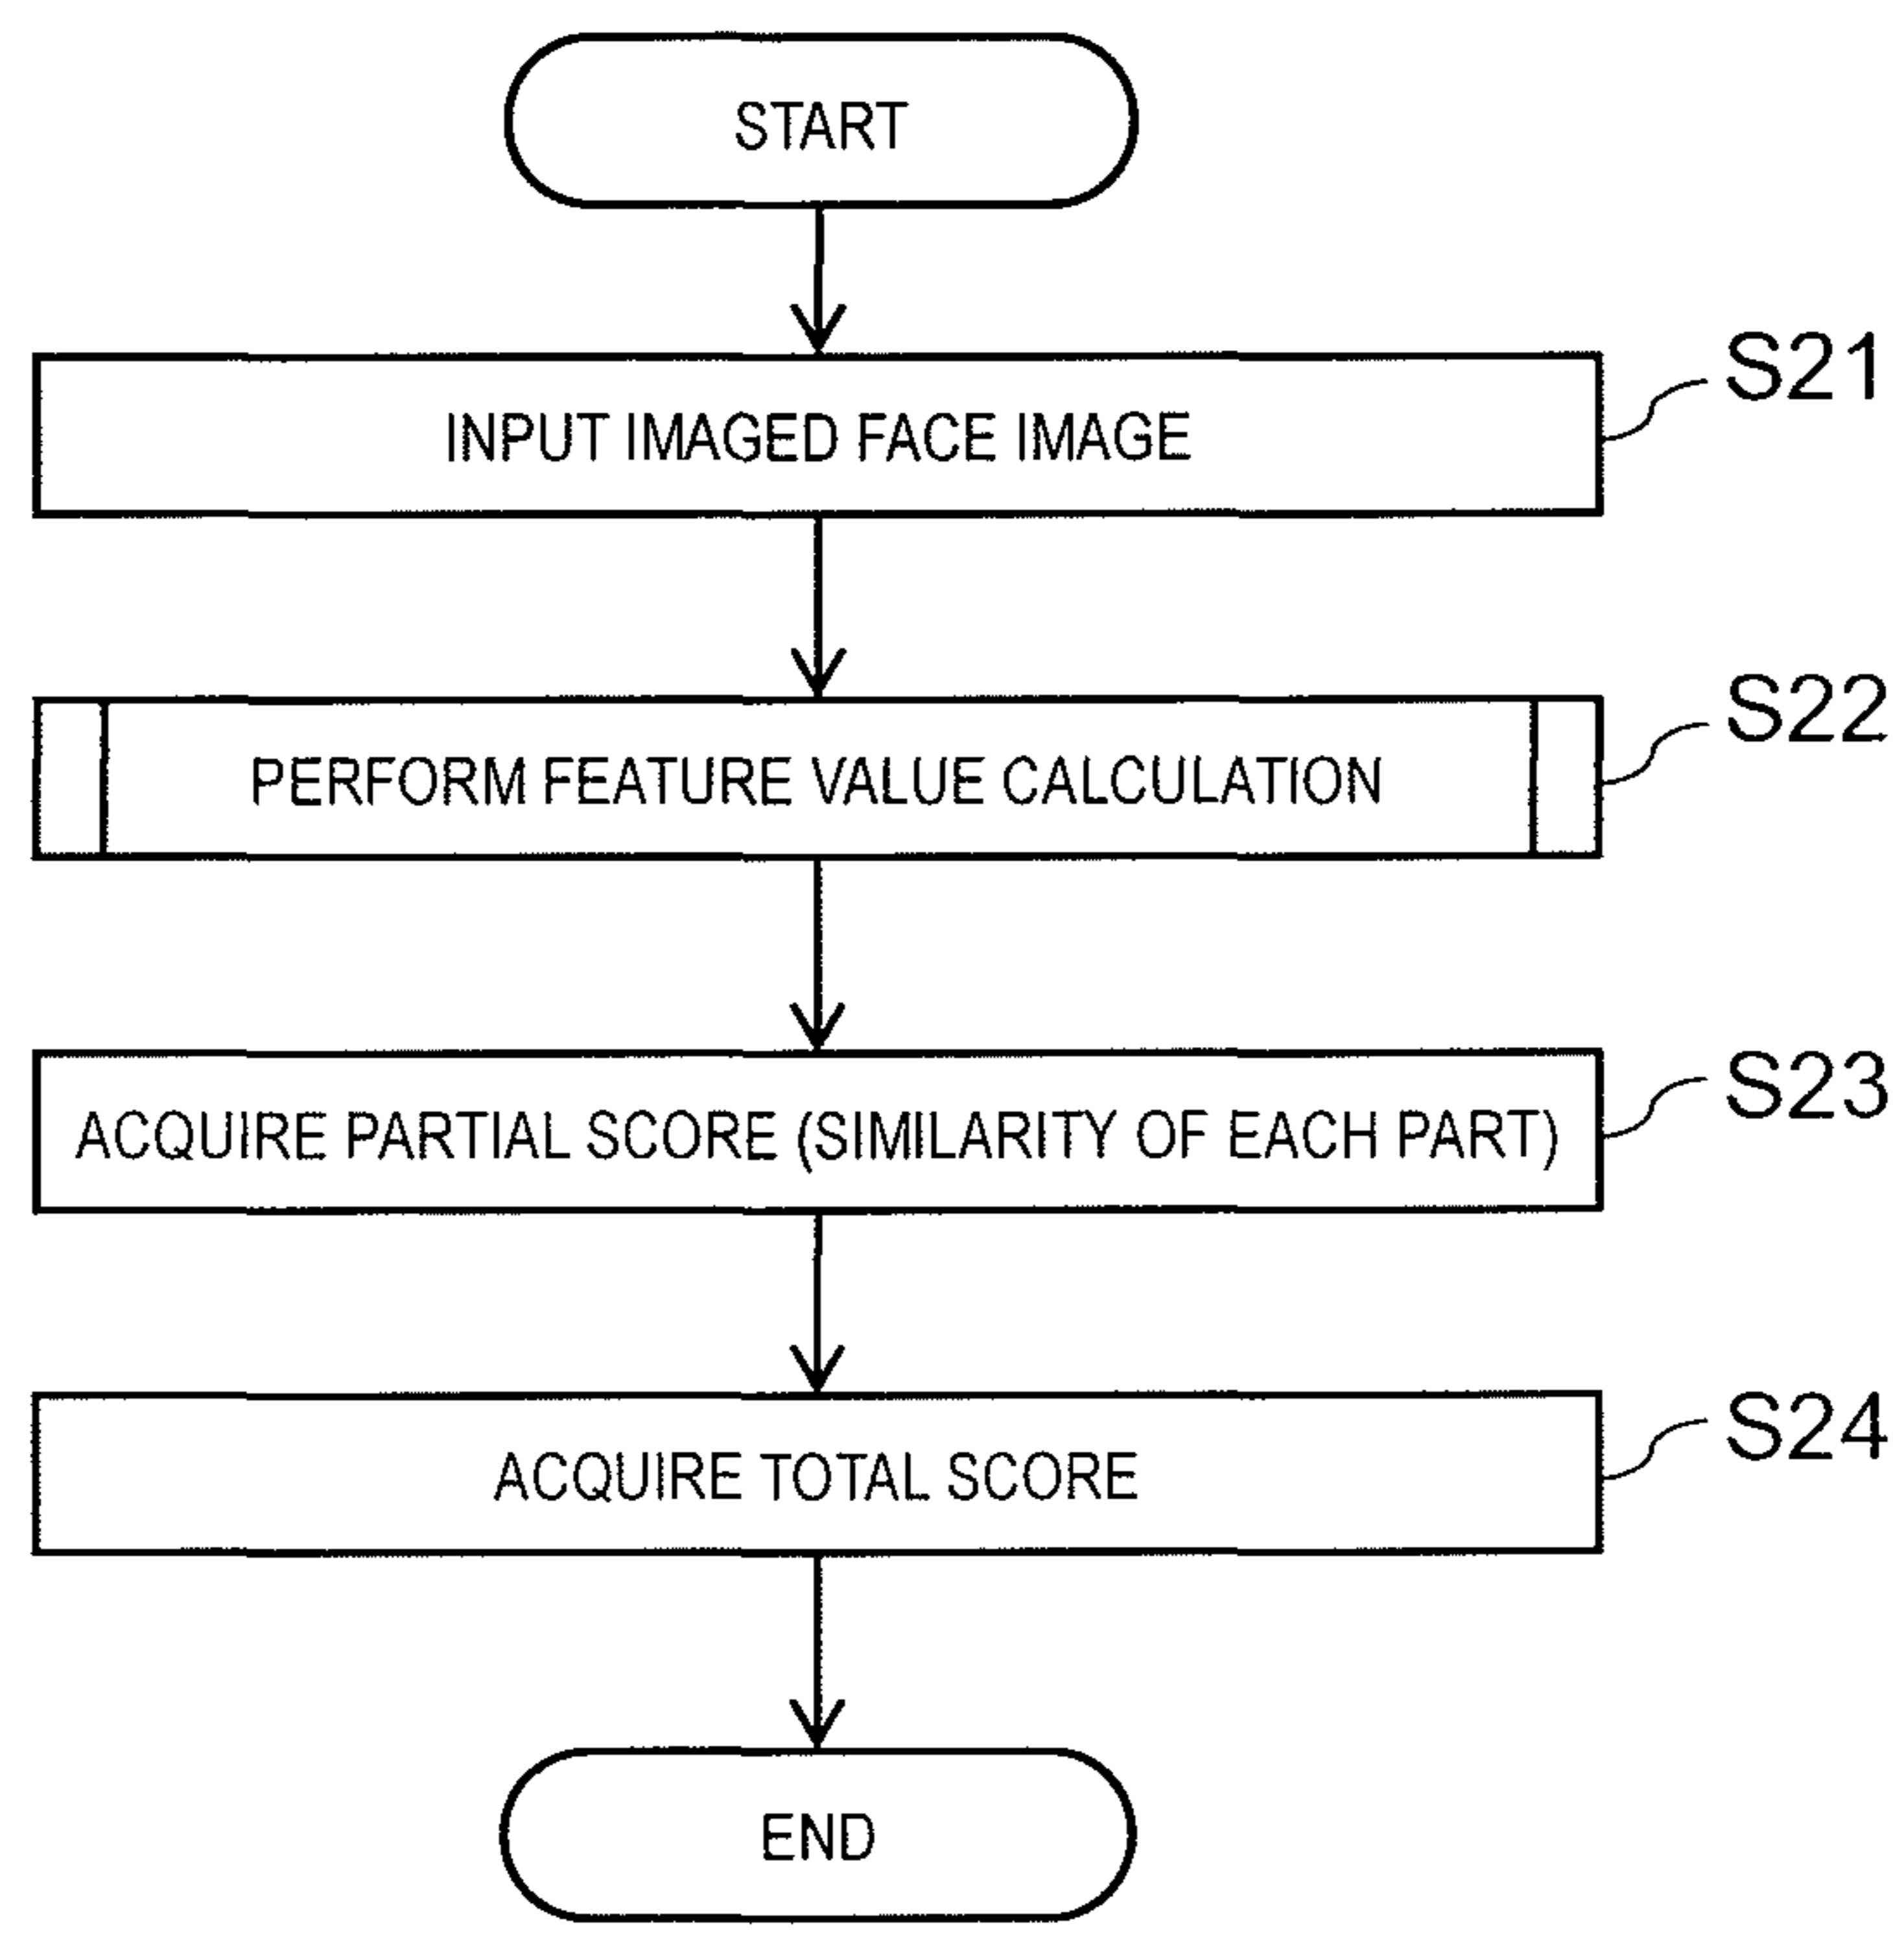 START
INPUT IMAGED FACE IMAGE
S21
PERFORM FEATURE VALUE CALCULATION
S22
ACQUIRE PARTIAL SCORE (SIMILARITY OF EACH PART)
S23
ACQUIRE TOTAL SCORE
S24
END